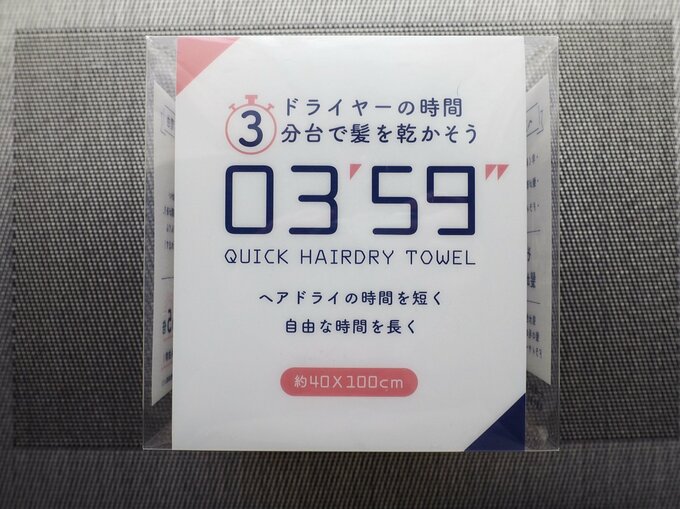 ドライヤーの時間
3分台で髪を乾かそう
03′59″
QUICK HAIRDRY TOWEL
ヘアドライの時間を短く
自由な時間を長く
約40X100cm